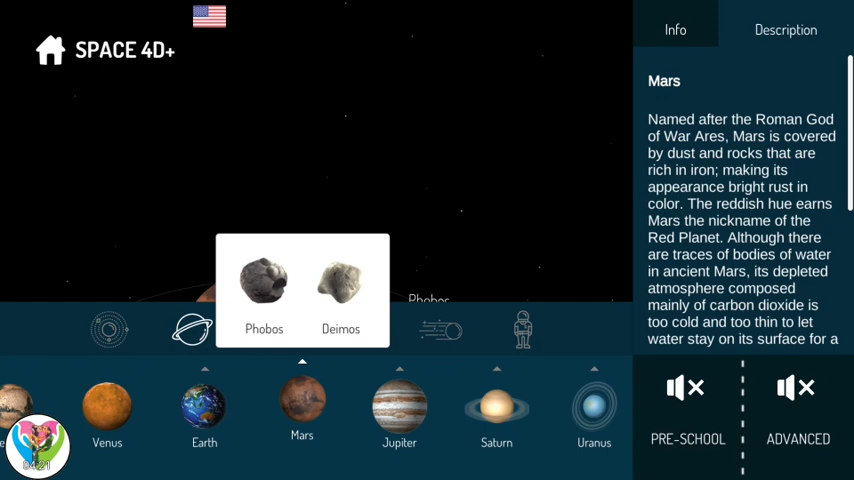 SPACE 4D+
Info
Description
Mars
Named after the Roman God
of War Ares, Mars is covered
by dust and rocks that are
rich in iron; making its
appearance bright rust in
color. The reddish hue earns
Mars the nickname of the
Red Planet. Although there
are traces of bodies of water
in ancient Mars, its depleted
atmosphere composed
mainly of carbon dioxide is
too cold and too thin to let
water stay on its surface for a
Phobos
Phobos
Deimos
Venus
Earth
Mars
Jupiter
Saturn
Uranus
PRE-SCHOOL
ADVANCED
04:21